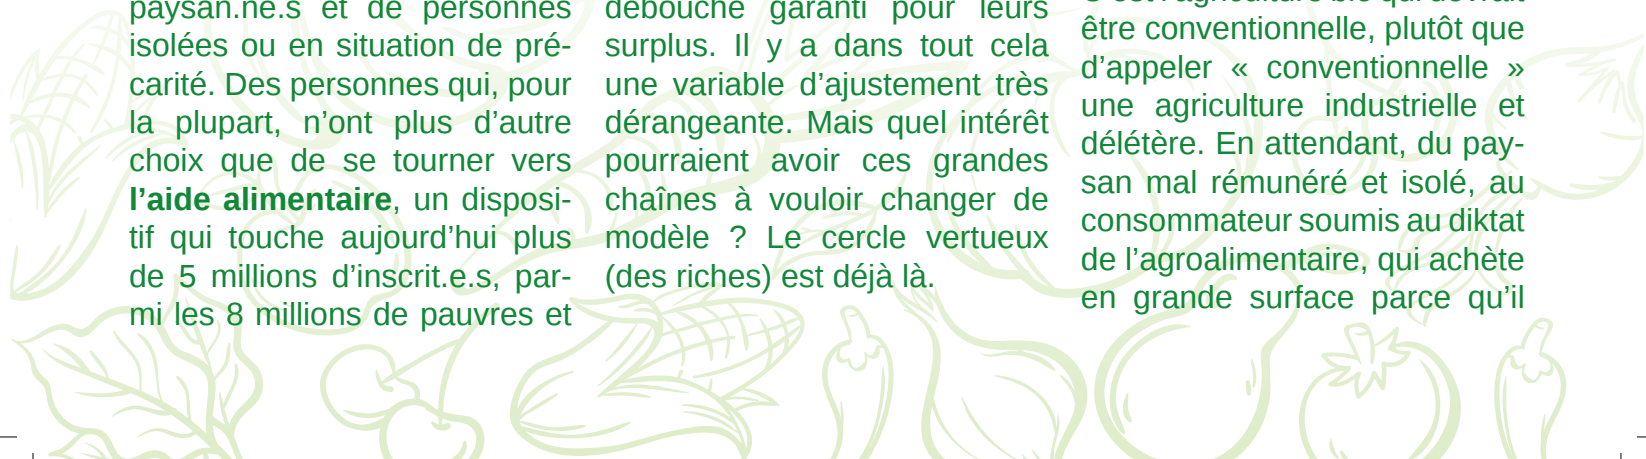 paysan.ne.s et de personnes
isolées ou en situation de pré-
carité. Des personnes qui, pour
la plupart, n’ont plus d’autre
choix que de se tourner vers
l’aide alimentaire, un disposi-
tif qui touche aujourd’hui plus
de 5 millions d’inscrit.e.s, par-
mi les 8 millions de pauvres et
débouché garanti pour leurs
surplus. Il y a dans tout cela
une variable d’ajustement très
dérangeante. Mais quel intérêt
pourraient avoir ces grandes
chaînes à vouloir changer de
modèle ? Le cercle vertueux
(des riches) est déjà là.
C’est l’agriculture bio qui devrait
être conventionnelle, plutôt que
d’appeler « conventionnelle »
une agriculture industrielle et
délétère. En attendant, du pay-
san mal rémunéré et isolé, au
consommateur soumis au diktat
de l’agroalimentaire, qui achète
en grande surface parce qu’il